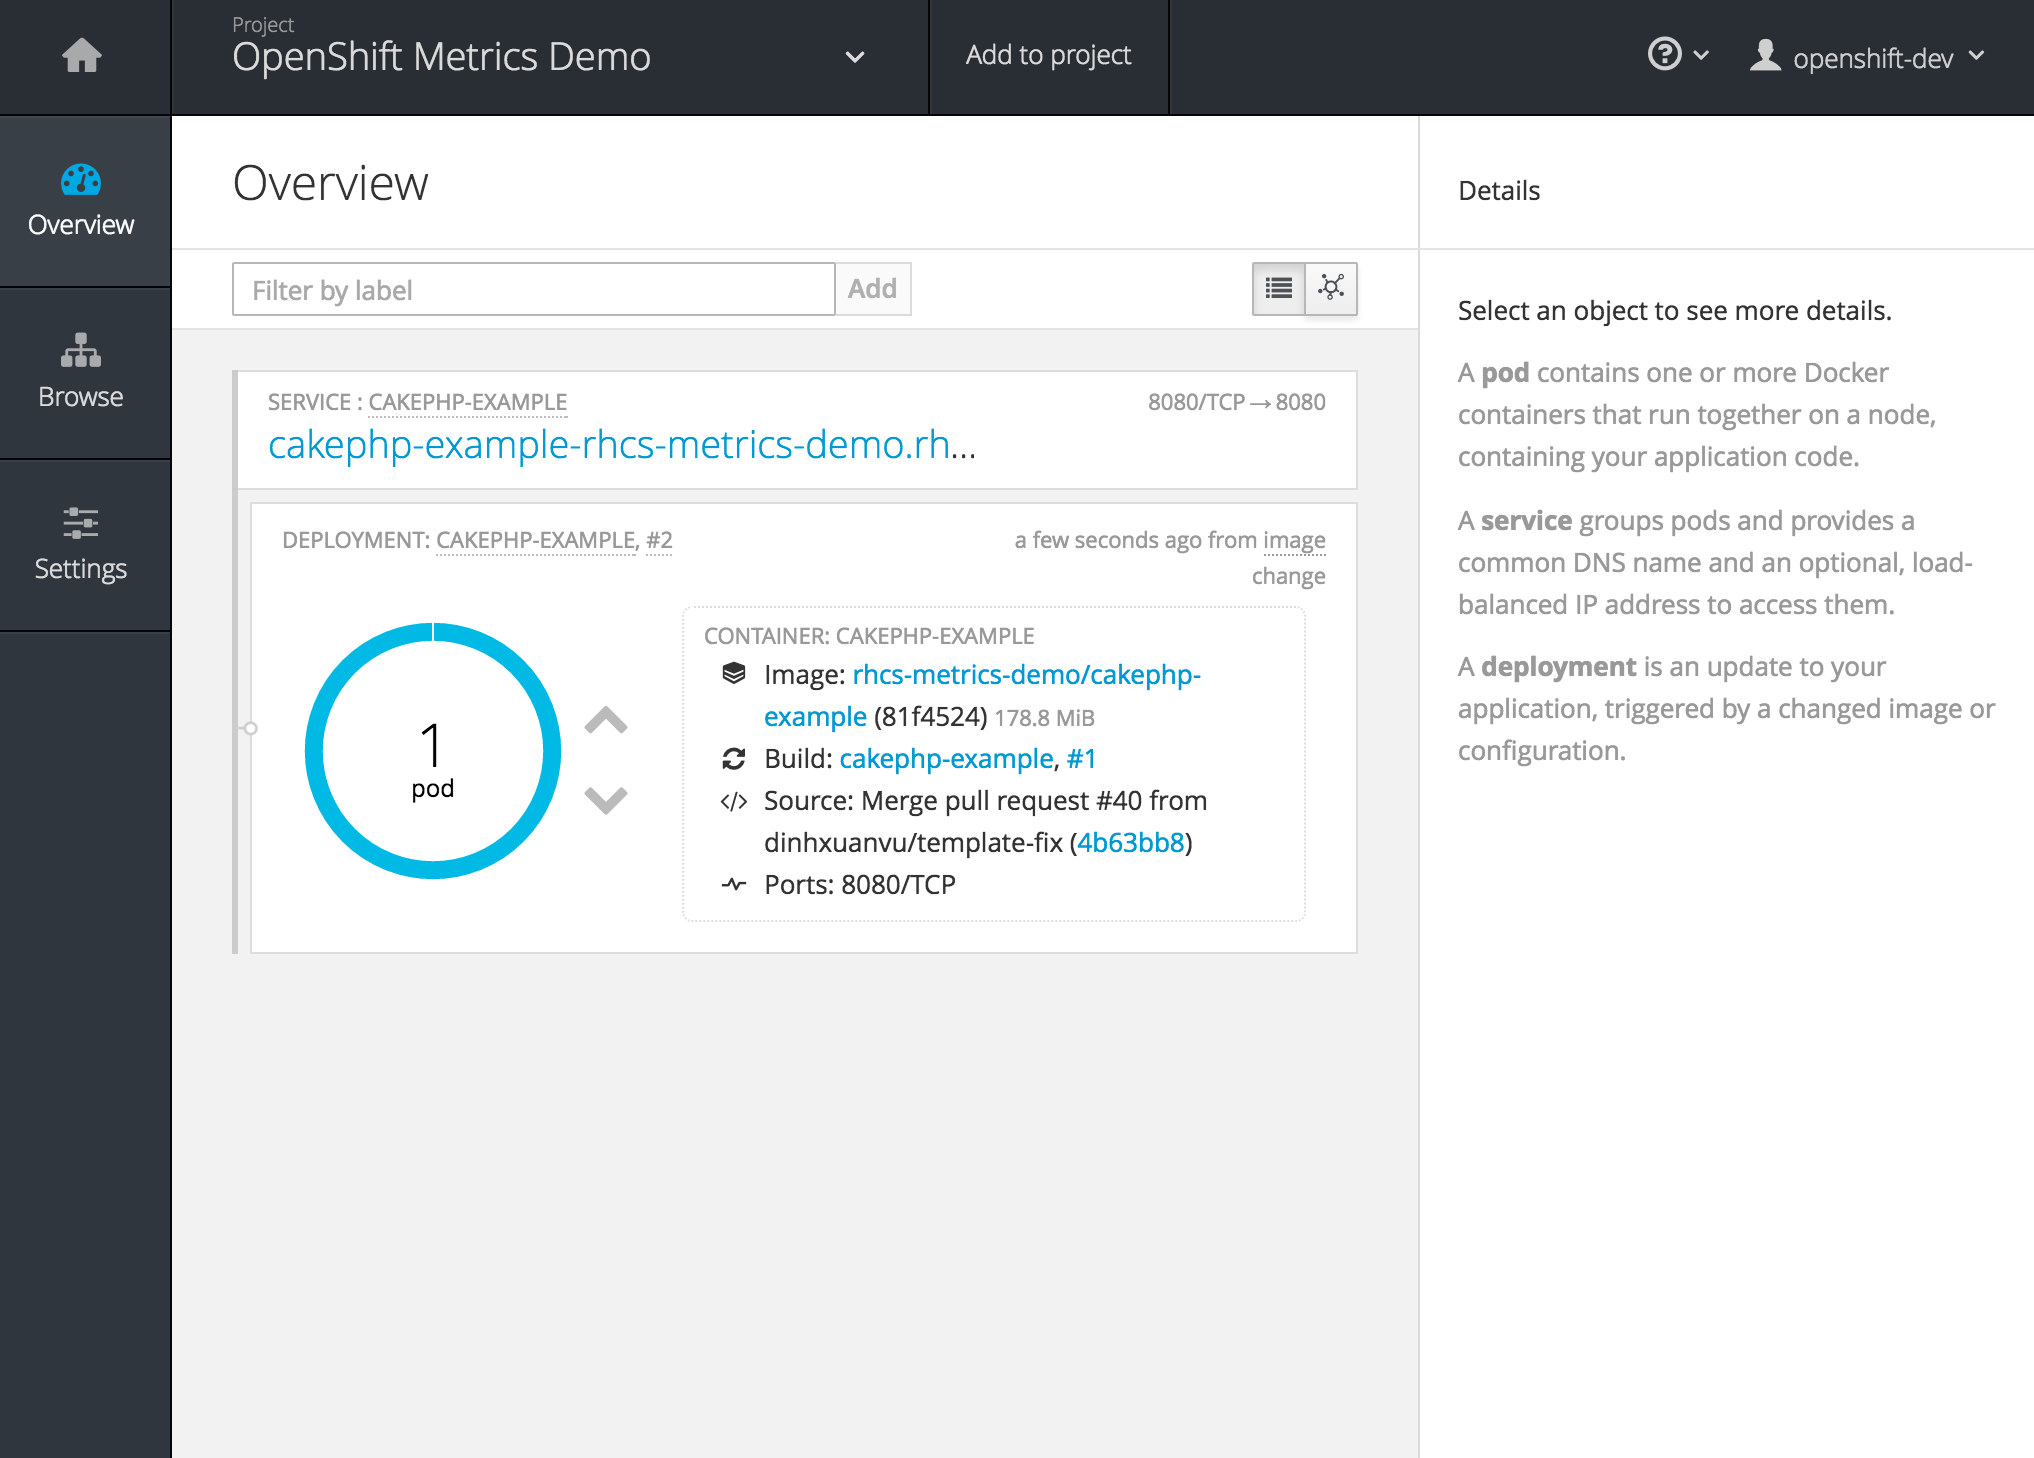 Project
OpenShift Metrics Demo
Add to project
openshift-dev
Overview
Browse
Settings
Overview
Filter by label
Add
SERVICE : CAKEPHP-EXAMPLE
8080/TCP → 8080
cakephp-example-rhcs-metrics-demo.rh...
DEPLOYMENT: CAKEPHP-EXAMPLE, #2
a few seconds ago from image
change
1
pod
CONTAINER: CAKEPHP-EXAMPLE
Image: rhcs-metrics-demo/cakephp-
example (81f4524) 178.8 MiB
Build: cakephp-example, #1
Source: Merge pull request #40 from
dinhxuanvu/template-fix (4b63bb8)
Ports: 8080/TCP
Details
Select an object to see more details.
A pod contains one or more Docker
containers that run together on a node,
containing your application code.
A service groups pods and provides a
common DNS name and an optional, load-
balanced IP address to access them.
A deployment is an update to your
application, triggered by a changed image or
configuration.